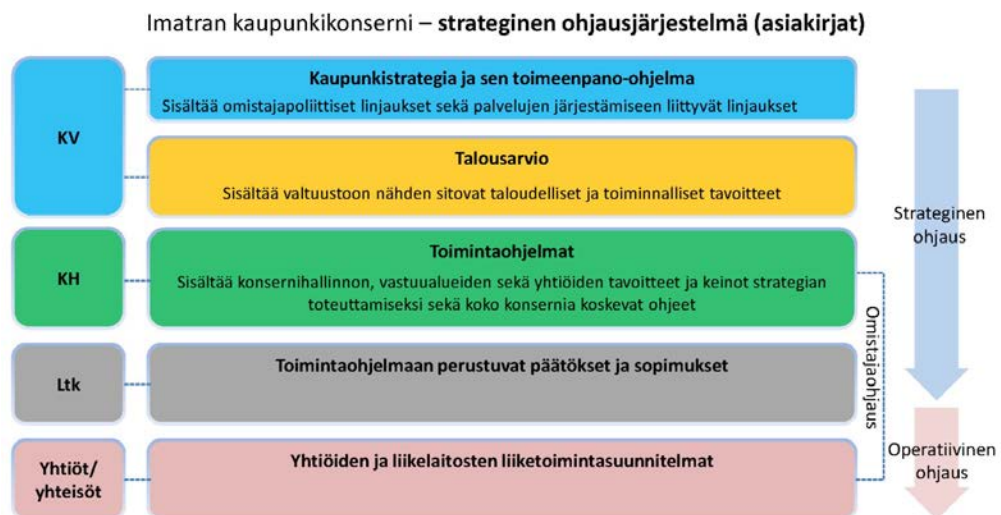 Imatran kaupunkikonserni – strateginen ohjausjärjestelmä (asiakirjat)
KV
Kaupunkistrategia ja sen toimeenpano-ohjelma
Sisältää omistajapoliittiset linjaukset sekä palvelujen järjestämiseen liittyvät linjaukset
Talousarvio
Sisältää valtuustoon nähden sitovat taloudelliset ja toiminnalliset tavoitteet
Strateginen
ohjaus
KH
Toimintaohjelmat
Sisältää konsernihallinnon, vastuualueiden sekä yhtiöiden tavoitteet ja keinot strategian
toteuttamiseksi sekä koko konsernia koskevat ohjeet
Omistajaohjaus
Ltk
Toimintaohjelmaan perustuvat päätökset ja sopimukset
Yhtiöt/
yhteisöt
Yhtiöiden ja liikelaitosten liiketoimintasuunnitelmat
Operatiivinen
ohjaus